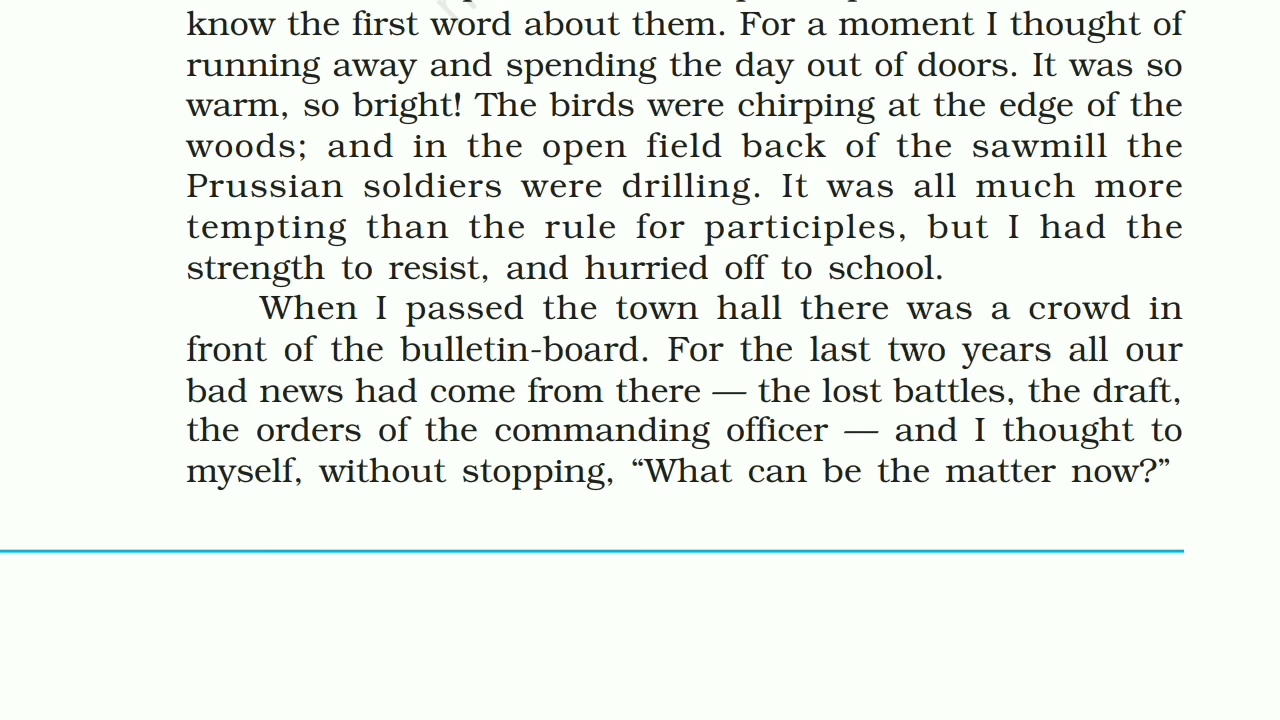 know the first word about them. For a moment I thought of
running away and spending the day out of doors. It was so
warm, so bright! The birds were chirping at the edge of the
woods; and in the open field back of the sawmill the
Prussian soldiers were drilling. It was all much more
tempting than the rule for participles, but I had the
strength to resist, and hurried off to school.
When I passed the town hall there was a crowd in
front of the bulletin-board. For the last two years all our
bad news had come from there — the lost battles, the draft,
the orders of the commanding officer — and I thought to
myself, without stopping, “What can be the matter now?”